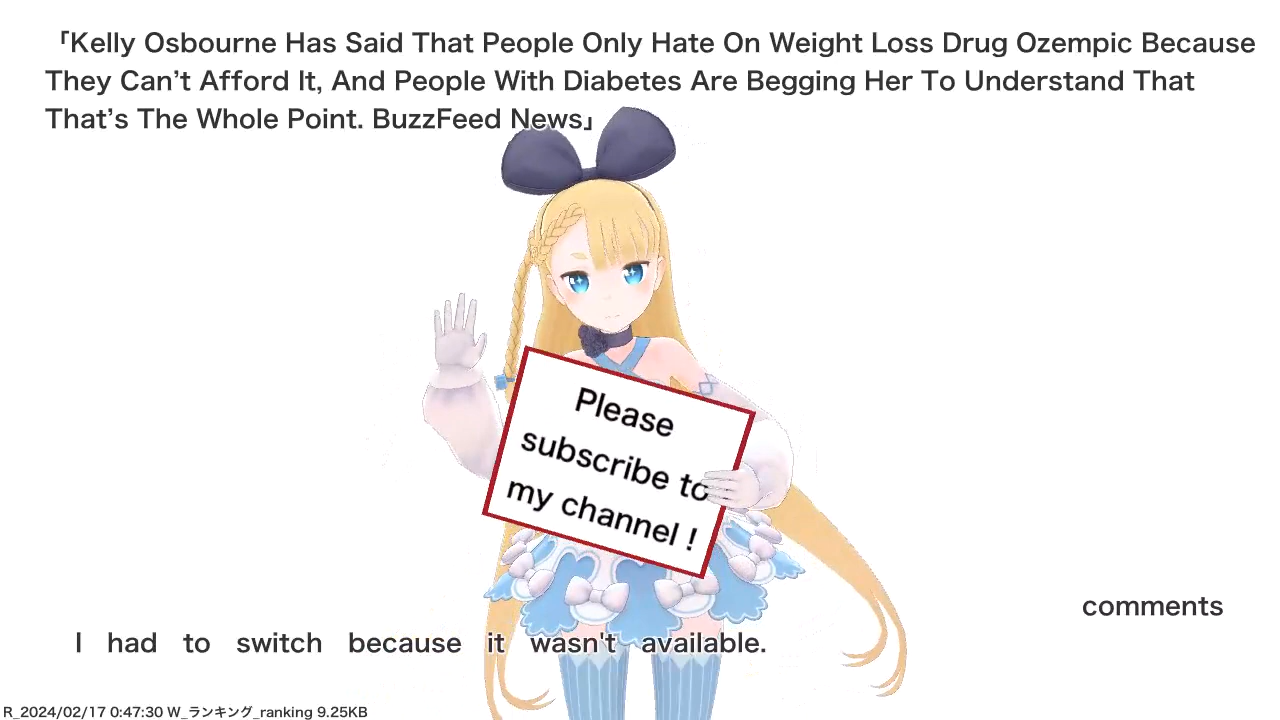 「Kelly Osbourne Has Said That People Only Hate On Weight Loss Drug Ozempic Because
They Can’t Afford It, And People With Diabetes Are Begging Her To Understand That
That’s The Whole Point. BuzzFeed News」
Please
subscribe to
my channel !
comments
I had to switch because it wasn't available.
R_2024/02/17 0:47:30 W_ランキング_ranking 9.25KB